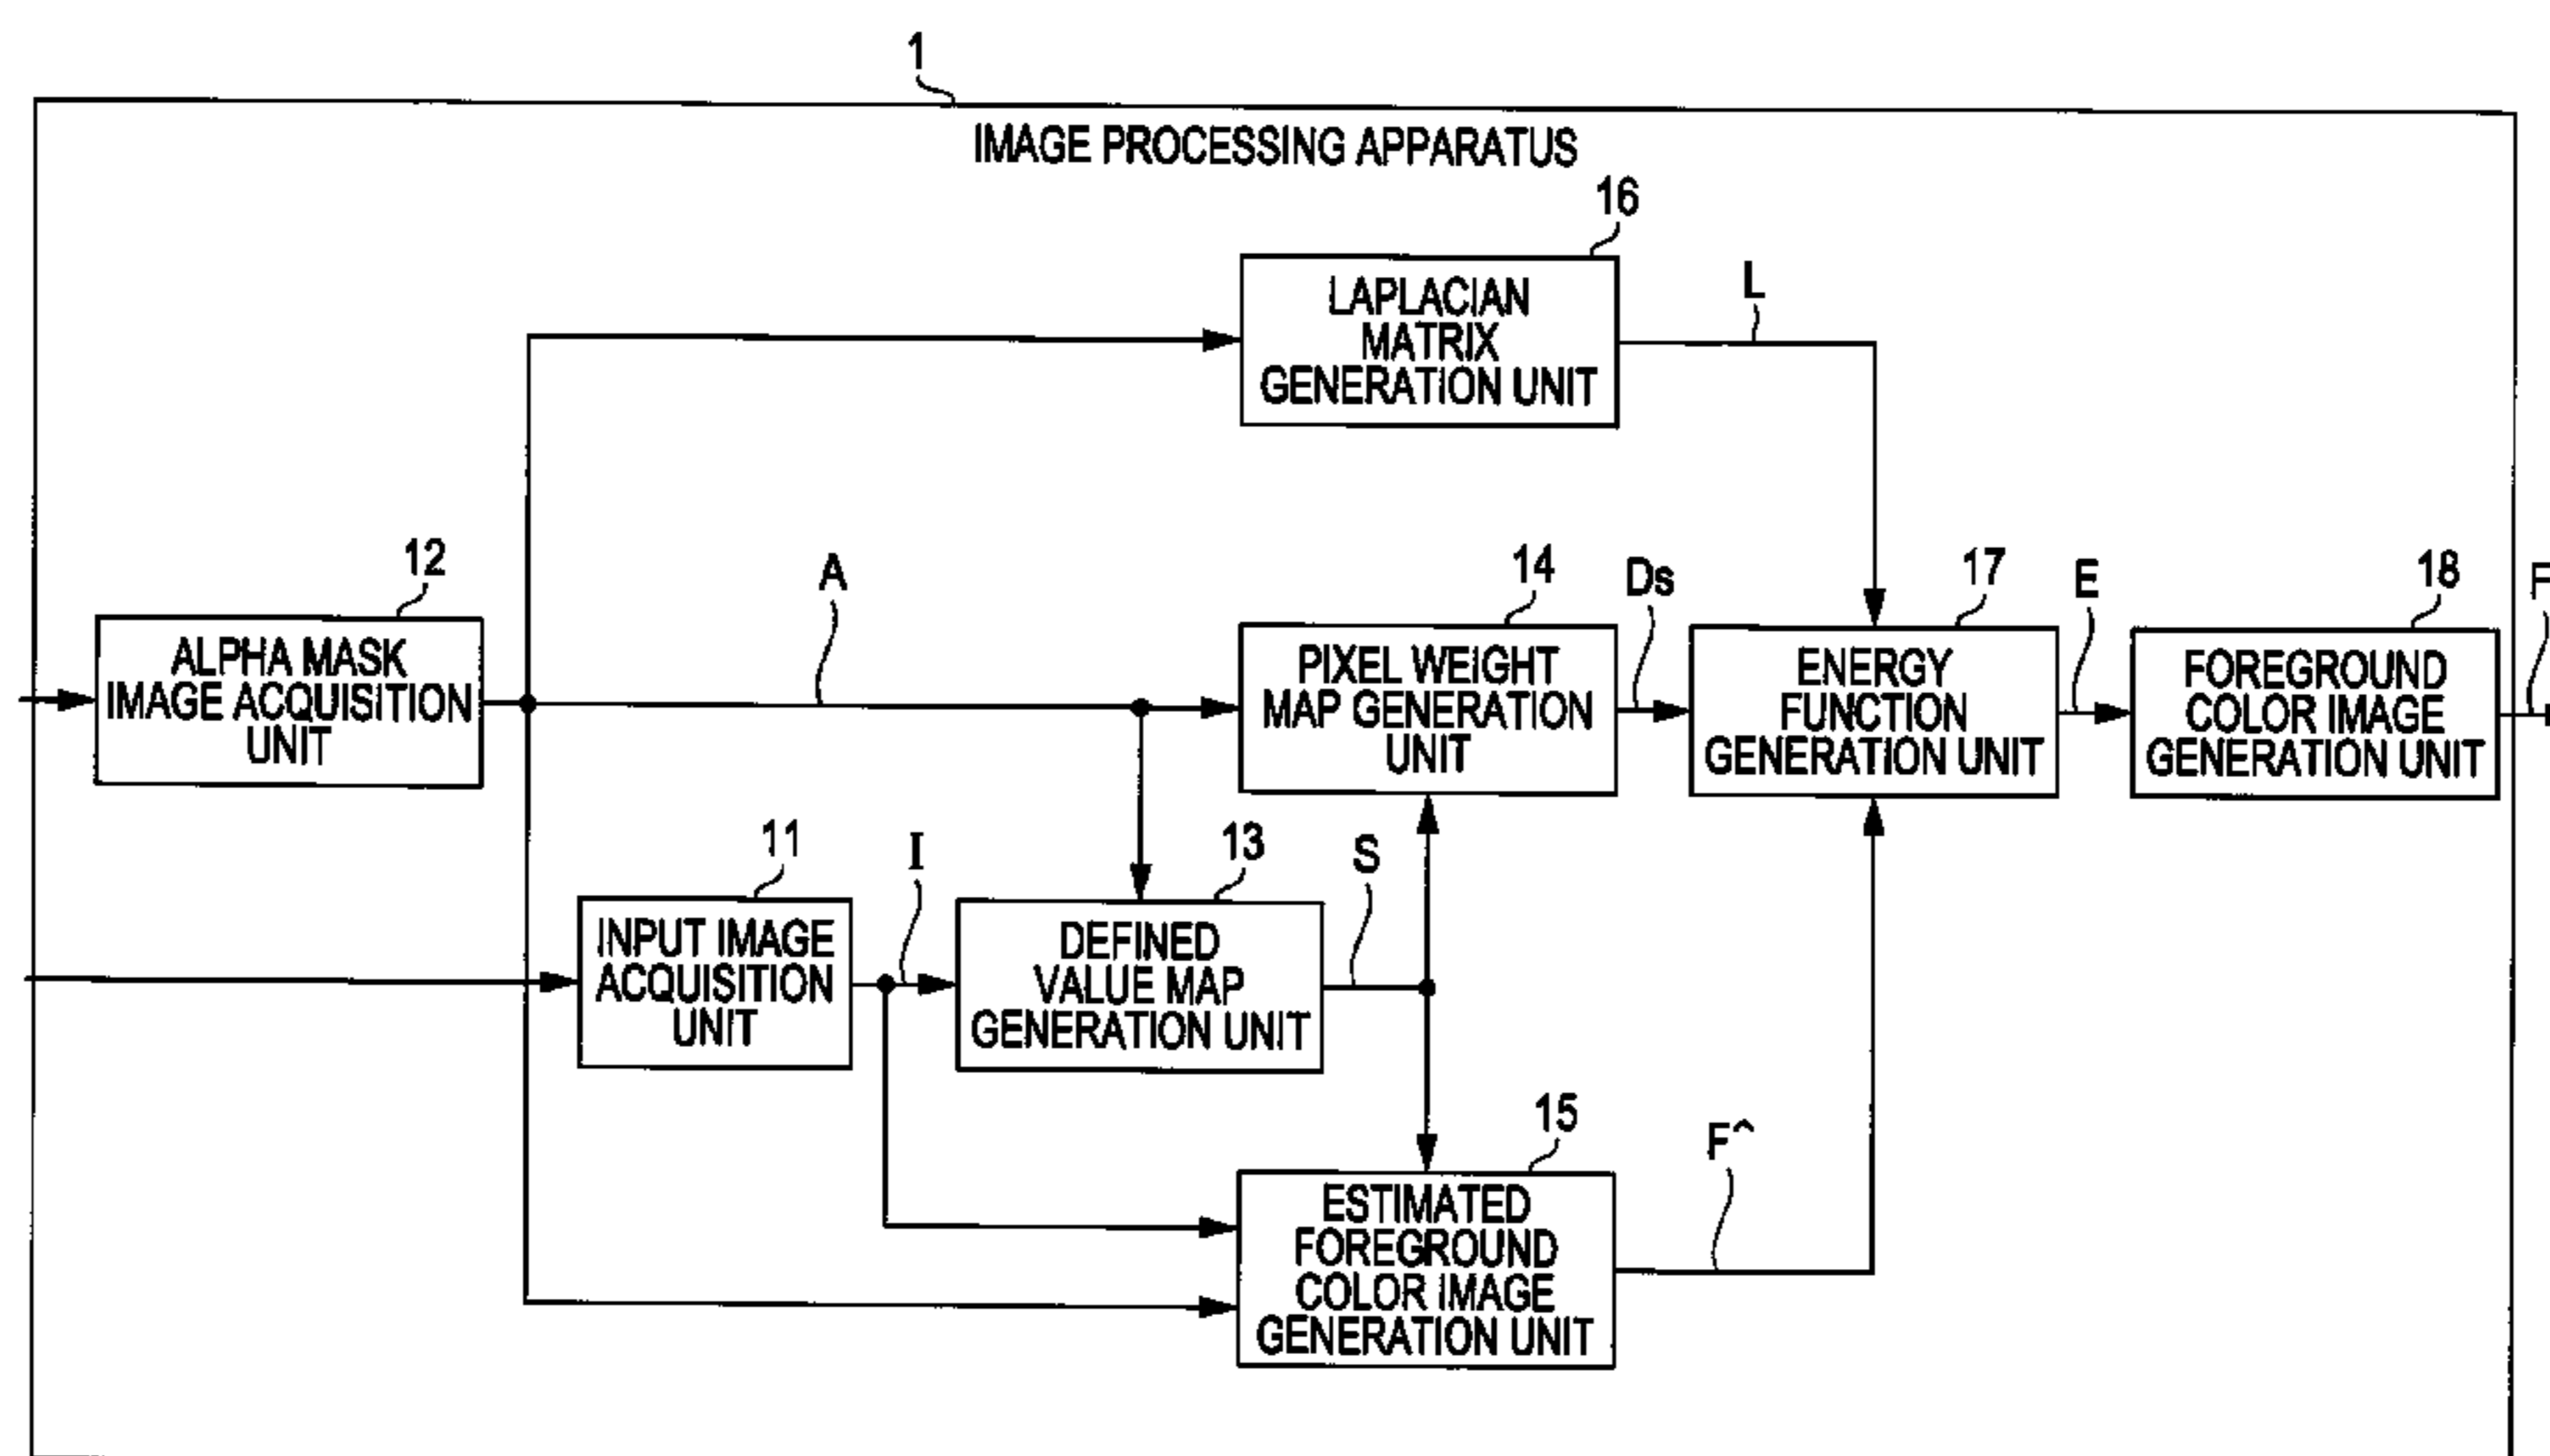 1
IMAGE PROCESSING APPARATUS
16
LAPLACIAN
MATRIX
GENERATION UNIT
L
12
ALPHA MASK
IMAGE ACQUISITION
UNIT
A
14
PIXEL WEIGHT
MAP GENERATION
UNIT
Ds
17
ENERGY
FUNCTION
GENERATION UNIT
E
18
FOREGROUND
COLOR IMAGE
GENERATION UNIT
F
11
INPUT IMAGE
ACQUISITION
UNIT
I
13
DEFINED
VALUE MAP
GENERATION UNIT
S
15
ESTIMATED
FOREGROUND
COLOR IMAGE
GENERATION UNIT
F^